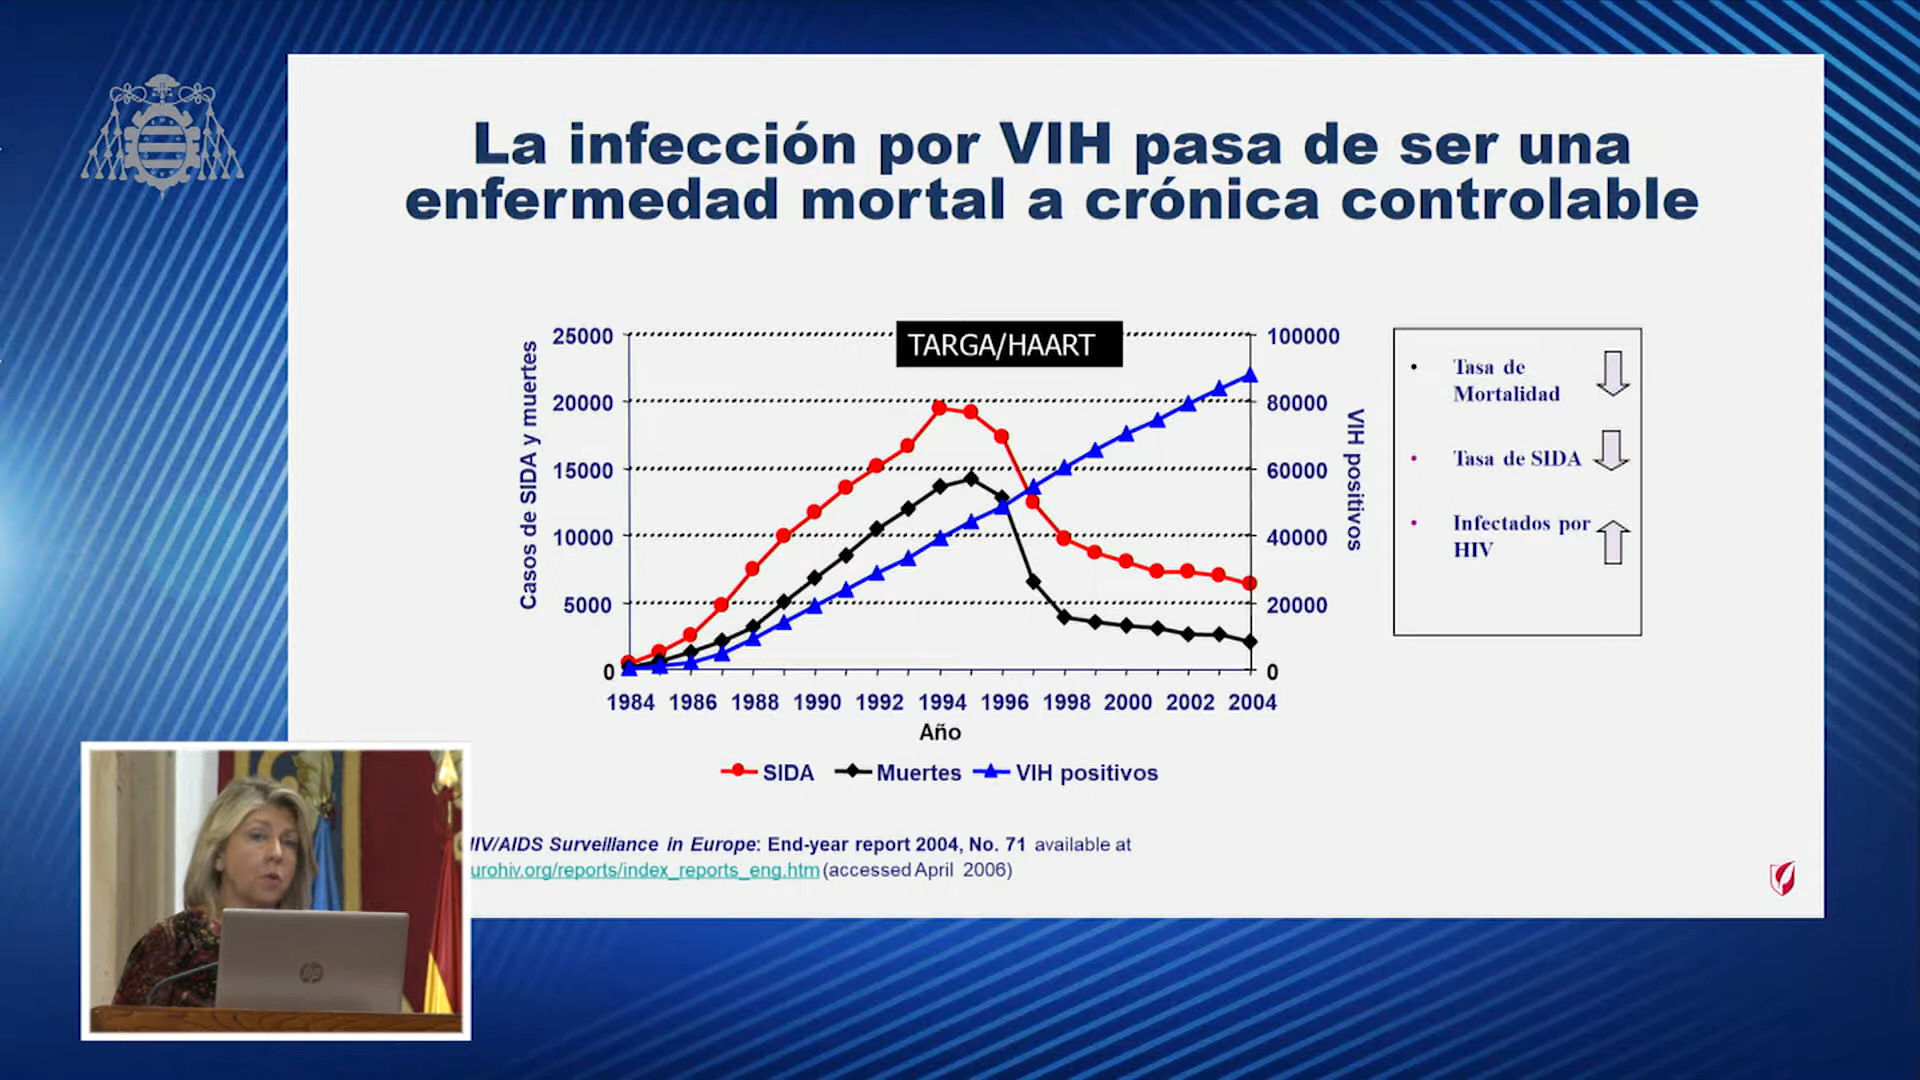 La infección por VIH pasa de ser una
enfermedad mortal a crónica controlable
TARGA/HAART
Casos de SIDA y muertes
25000
20000
15000
10000
5000
0
100000
80000
60000
40000
20000
0
VIH positivos
1984 1986 1988 1990 1992 1994 1996 1998 2000 2002 2004
Año
SIDA Muertes VIH positivos
• Tasa de
Mortalidad
• Tasa de SIDA
• Infectados por
HIV
HIV/AIDS Surveillance in Europe: End-year report 2004, No. 71 available at
urohiv.org/reports/index_reports_eng.htm (accessed April 2006)
hp